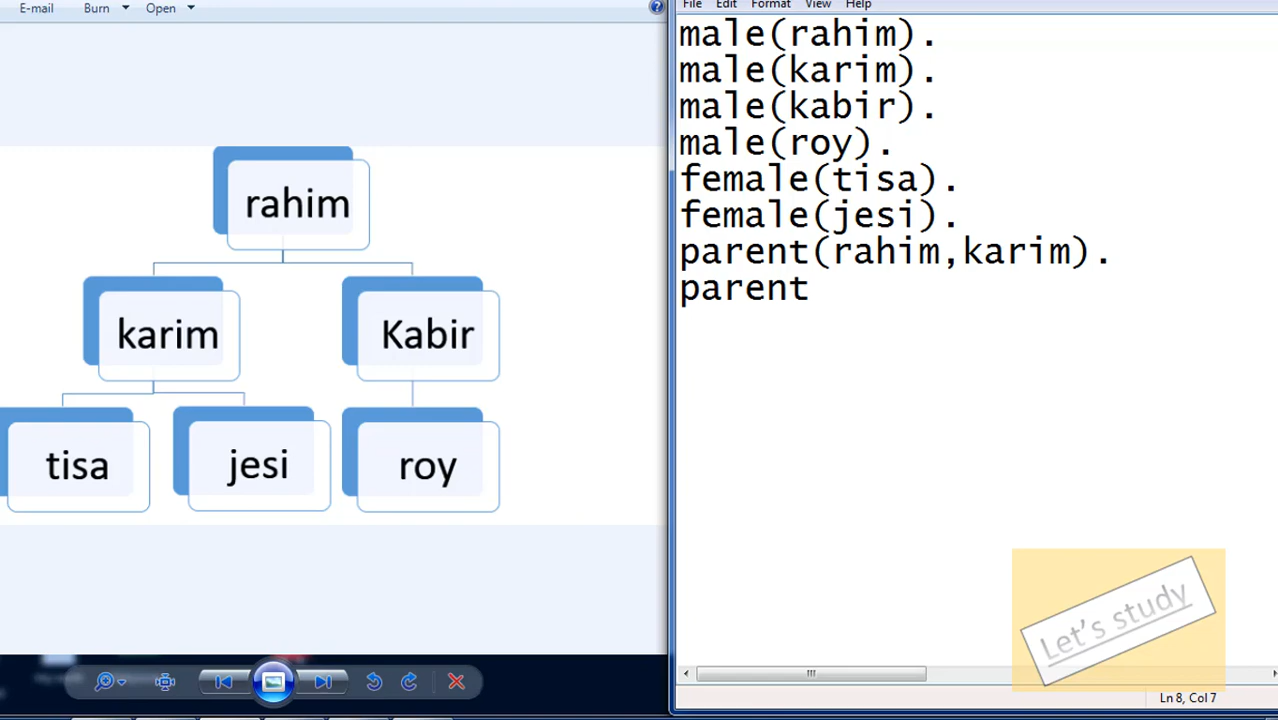 E-mail Burn Open
rahim
karim Kabir
tisa jesi roy
File Edit Format View Help
male(rahim).
male(karim).
male(kabir).
male(roy).
female(tisa).
female(jesi).
parent(rahim,karim).
parent
Let's study
Ln 8, Col 7